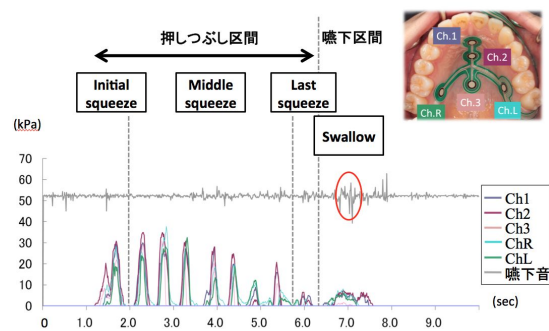 押しつぶし区間
嚥下区間
Initial squeeze
Middle squeeze
Last squeeze
Swallow
Ch.1
Ch.2
Ch.3
Ch.R
Ch.L
(kPa)
70
60
50
40
30
20
10
0
0 1.0 2.0 3.0 4.0 5.0 6.0 7.0 8.0 9.0
(sec)
Ch1
Ch2
Ch3
ChR
ChL
嚥下音